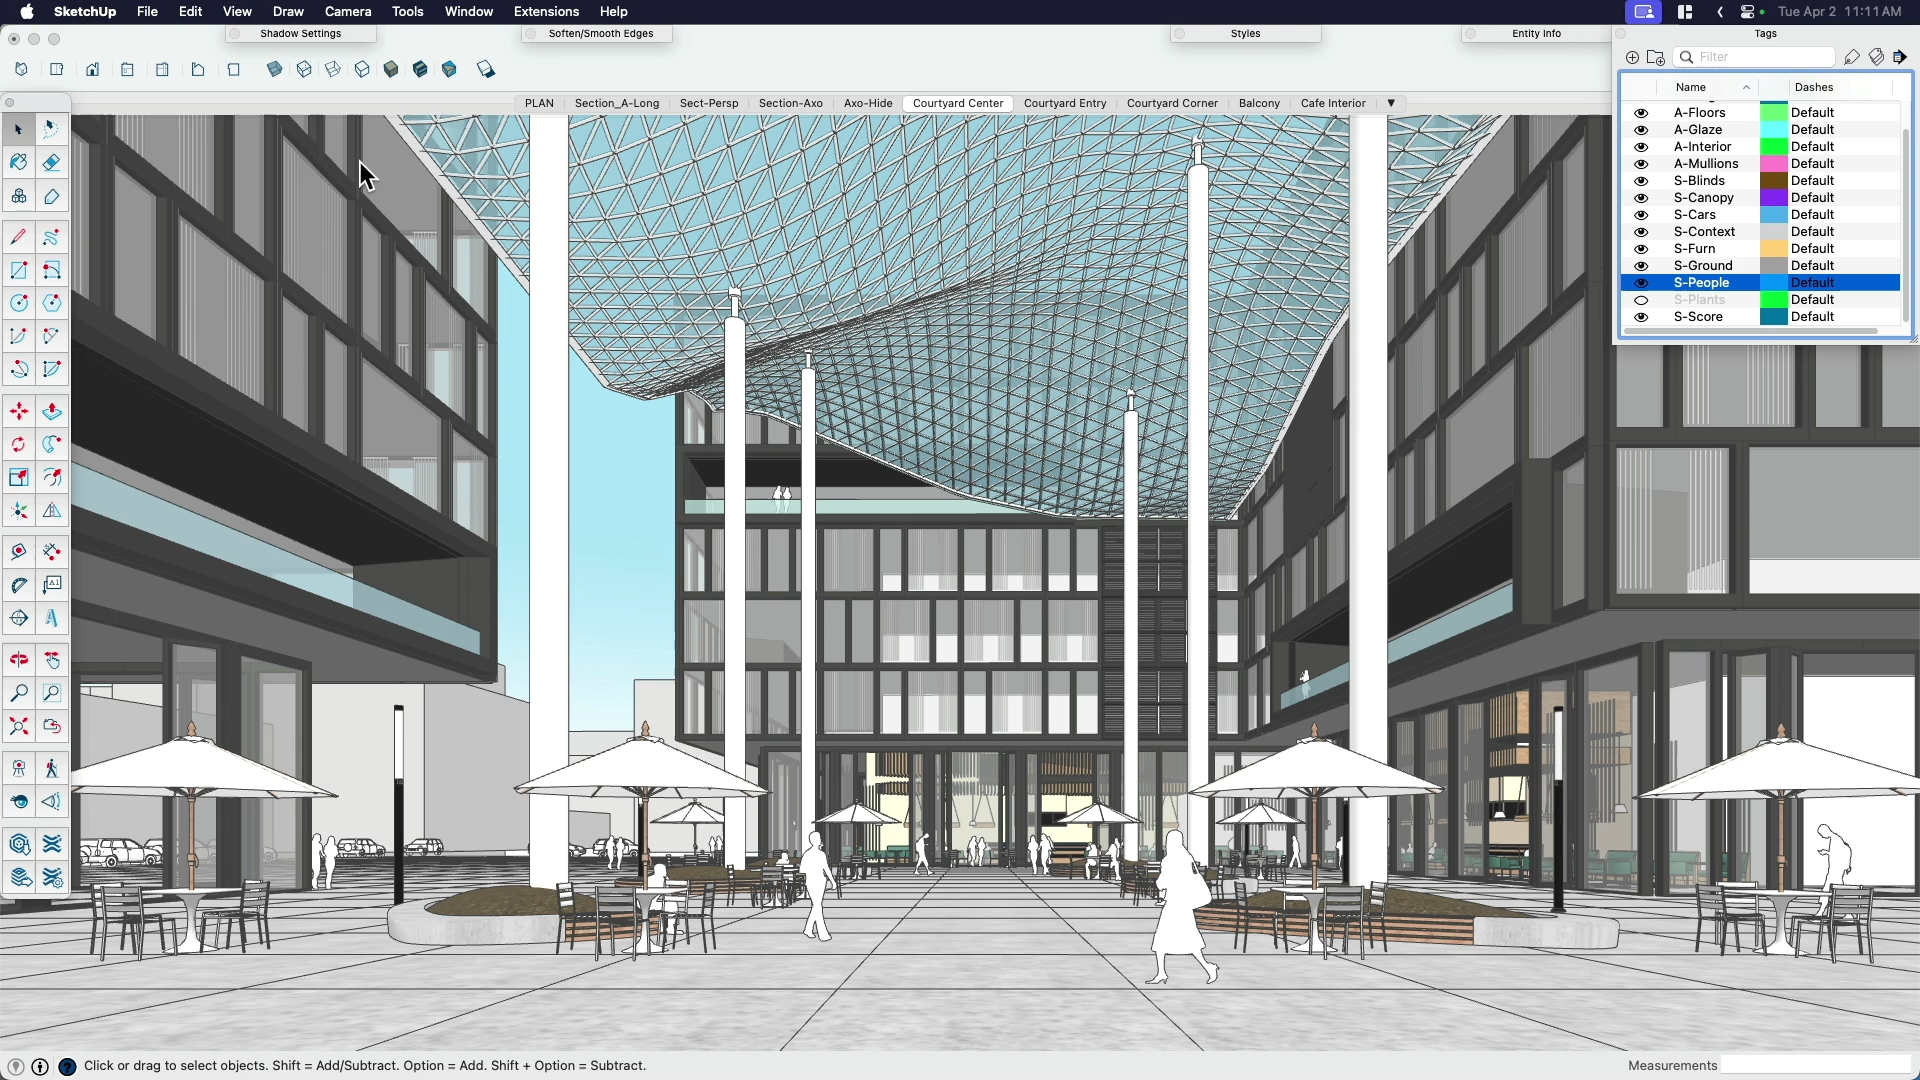 SketchUp File Edit View Draw Camera Tools Window Extensions Help Tue Apr 2 11:11AM
Shadow Settings Soften/Smooth Edges Styles Entity Info Tags
Filter
Name Dashes
PLAN Section_A-Long Sect-Persp Section-Axo Axo-Hide Courtyard Center Courtyard Entry Courtyard Corner Balcony Cafe Interior
A-Floors Default
A-Glaze Default
A-Interior Default
A-Mullions Default
S-Blinds Default
S-Canopy Default
S-Cars Default
S-Context Default
S-Furn Default
S-Ground Default
S-People Default
S-Plants Default
S-Score Default
Click or drag to select objects. Shift = Add/Subtract. Option = Add. Shift + Option = Subtract. Measurements